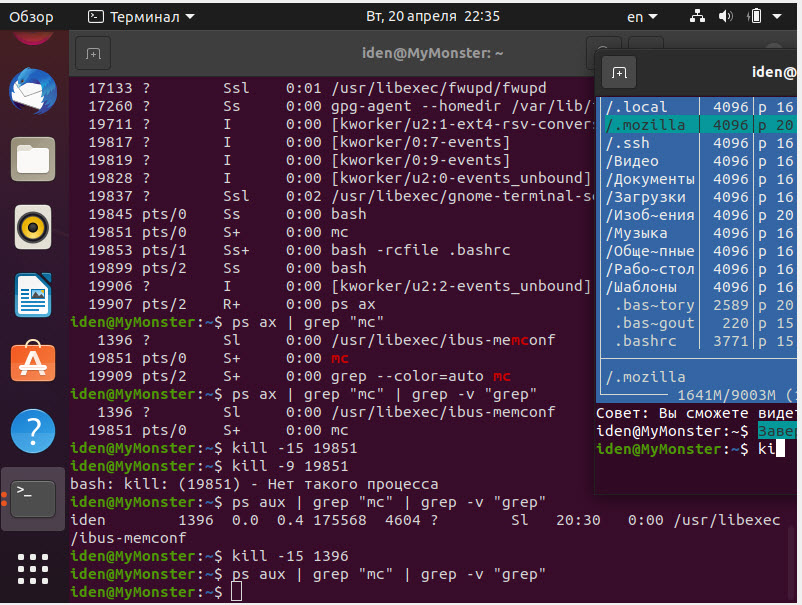 Обзор
Терминал
Вт, 20 апреля 22:35
en
iden@MyMonster: ~
17133 ? Ssl 0:01 /usr/libexec/fwupd/fwupd
17260 ? Ss 0:00 gpg-agent --homedir /var/lib/
19711 ? I 0:00 [kworker/u2:1-ext4-rsv-convers
19817 ? I 0:00 [kworker/0:7-events]
19819 ? I 0:00 [kworker/0:9-events]
19828 ? I 0:00 [kworker/u2:0-events_unbound]
19837 ? Ssl 0:02 /usr/libexec/gnome-terminal-se
19845 pts/0 Ss 0:00 bash
19851 pts/0 S+ 0:00 mc
19853 pts/1 Ss+ 0:00 bash -rcfile .bashrc
19899 pts/2 Ss 0:00 bash
19906 ? I 0:00 [kworker/u2:2-events_unbound]
19907 pts/2 R+ 0:00 ps ax
iden@MyMonster:~$ ps ax | grep "mc"
1396 ? Sl 0:00 /usr/libexec/ibus-memconf
19851 pts/0 S+ 0:00 mc
19909 pts/2 S+ 0:00 grep --color=auto mc
iden@MyMonster:~$ ps ax | grep "mc" | grep -v "grep"
1396 ? Sl 0:00 /usr/libexec/ibus-memconf
19851 pts/0 S+ 0:00 mc
iden@MyMonster:~$ kill -15 19851
iden@MyMonster:~$ kill -9 19851
bash: kill: (19851) - Нет такого процесса
iden@MyMonster:~$ ps aux | grep "mc" | grep -v "grep"
iden 1396 0.0 0.4 175568 4604 ? Sl 20:30 0:00 /usr/libexec
/ibus-memconf
iden@MyMonster:~$ kill -15 1396
iden@MyMonster:~$ ps aux | grep "mc" | grep -v "grep"
iden@MyMonster:~$
iden@
/.local 4096 р 16
/.mozilla 4096 р 20
/.ssh 4096 р 16
/Видео 4096 р 16
/Документы 4096 р 16
/Загрузки 4096 р 16
/Изоб~ения 4096 р 20
/Музыка 4096 р 16
/Обще~пные 4096 р 16
/Рабо~стол 4096 р 16
/Шаблоны 4096 р 16
.bas~tory 2589 р 20
.bas~gout 220 р 15
.bashrc 3771 р 15
/.mozilla
1641M/9003M (
Совет: Вы сможете видет
iden@MyMonster:~$ Заве
iden@MyMonster:~$ ki